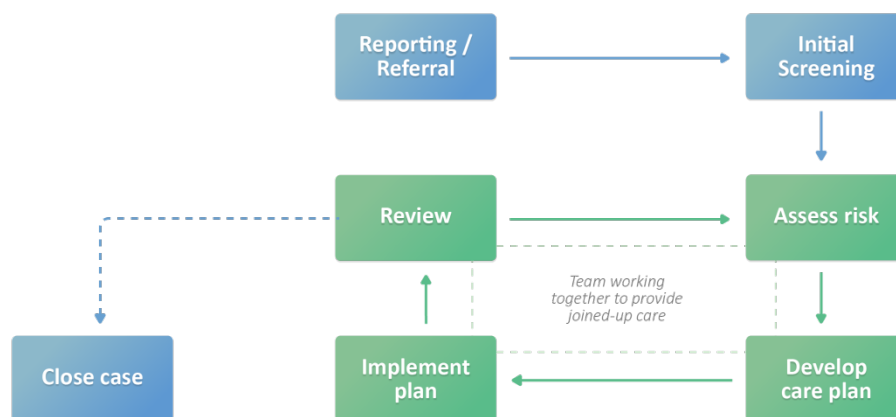 Reporting /
Referral
Initial
Screening
Review
Assess risk
Team working
together to provide
joined-up care
Close case
Implement
plan
Develop
care plan